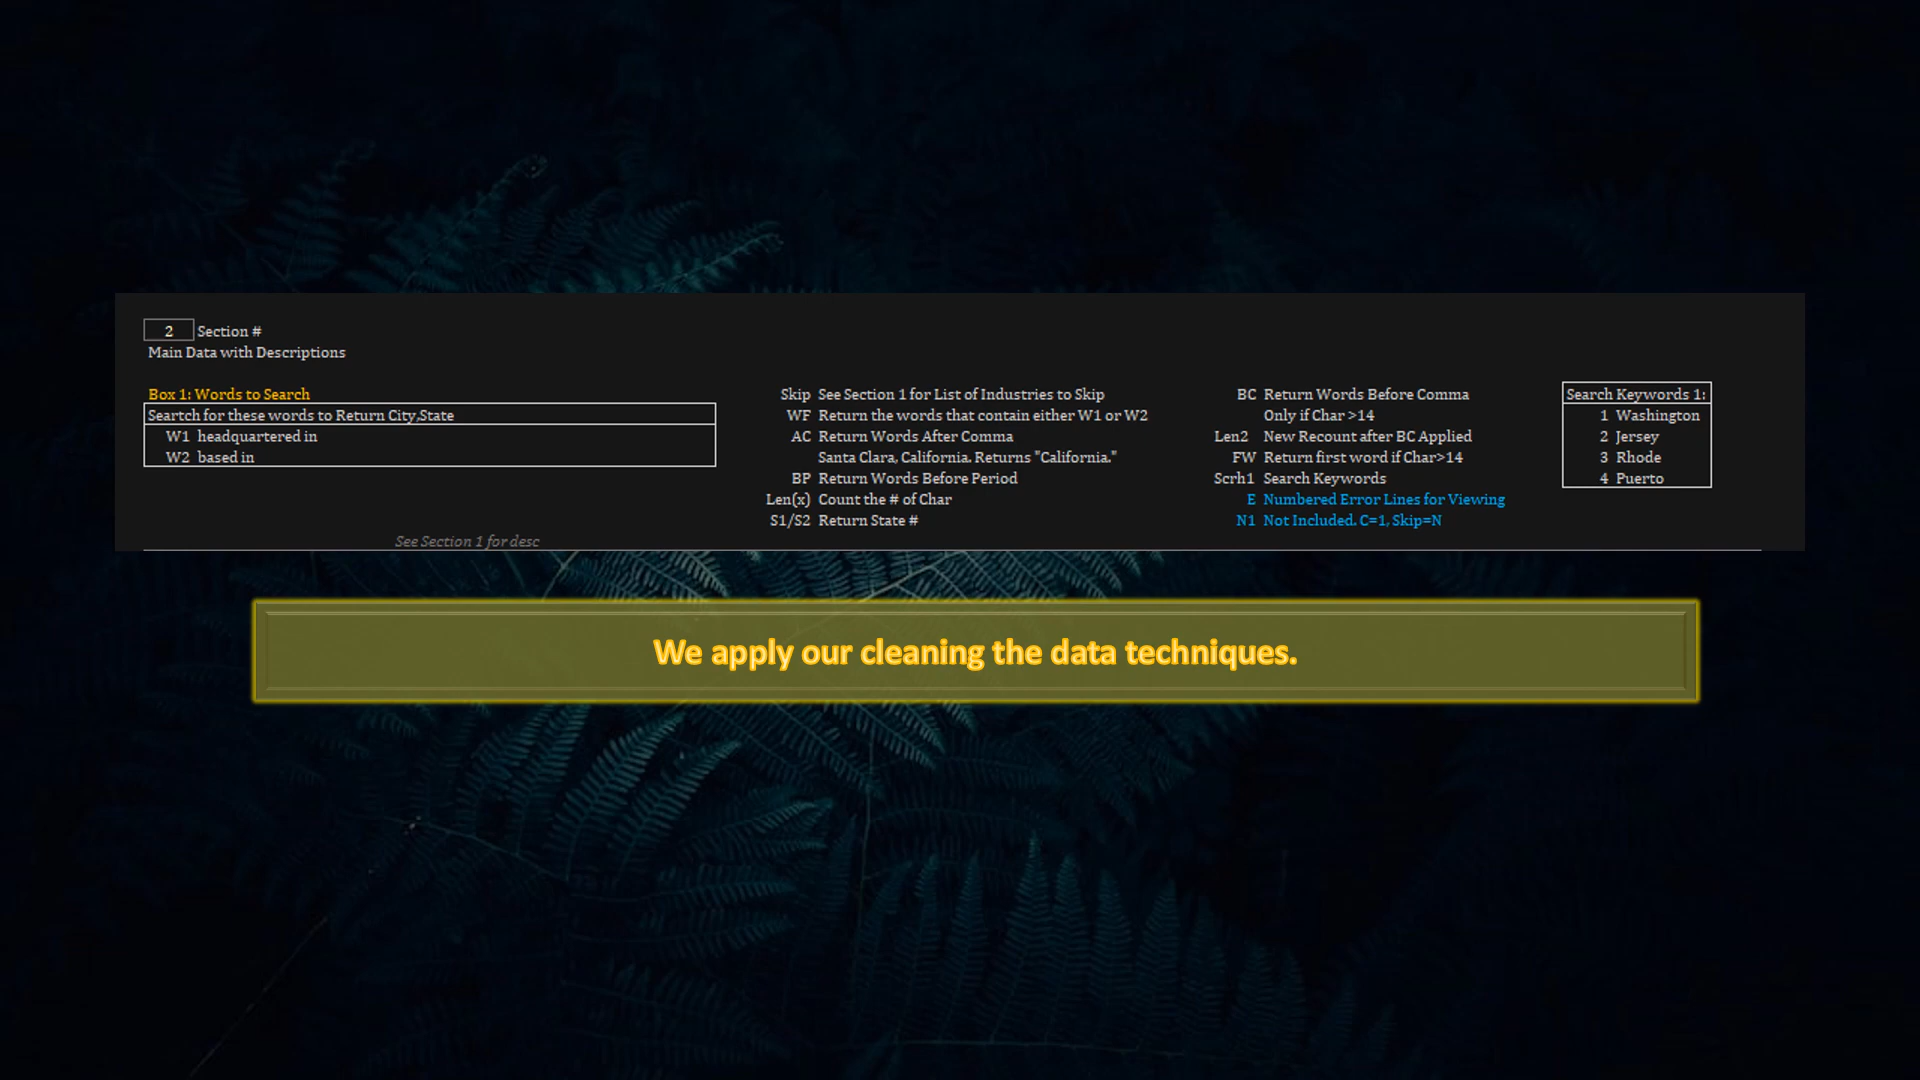 2 Section #
Main Data with Descriptions
Box 1: Words to Search
Seartch for these words to Return City,State
W1 headquartered in
W2 based in
See Section 1 for desc
Skip See Section 1 for List of Industries to Skip
WF Return the words that contain either W1 or W2
AC Return Words After Comma
Santa Clara, California. Returns "California."
BP Return Words Before Period
Len(x) Count the # of Char
S1/S2 Return State #
BC Return Words Before Comma
Only if Char >14
Len2 New Recount after BC Applied
FW Return first word if Char>14
Scrh1 Search Keywords
E Numbered Error Lines for Viewing
N1 Not Included. C=1, Skip=N
Search Keywords 1:
1 Washington
2 Jersey
3 Rhode
4 Puerto
We apply our cleaning the data techniques.